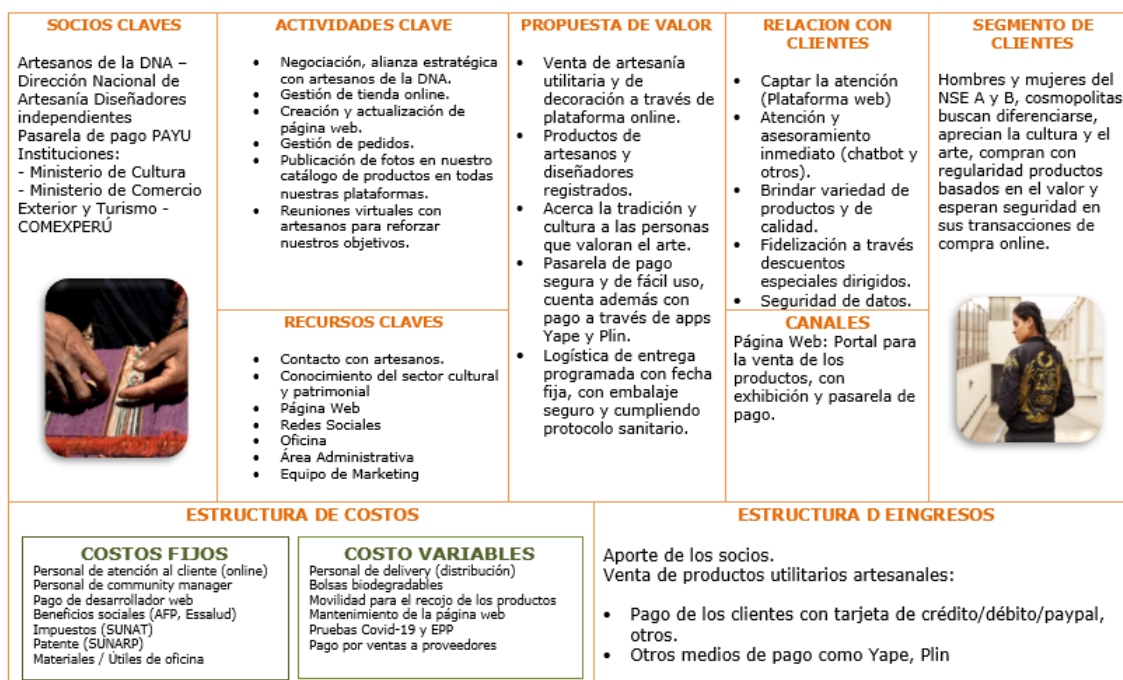 SOCIOS CLAVES
Artesanos de la DNA –
Dirección Nacional de
Artesanía Diseñadores
independientes
Pasarela de pago PAYU
Instituciones:
- Ministerio de Cultura
- Ministerio de Comercio
Exterior y Turismo -
COMEXPERÚ
ACTIVIDADES CLAVE
• Negociación, alianza estratégica
con artesanos de la DNA.
• Gestión de tienda online.
• Creación y actualización de
página web.
• Gestión de pedidos.
• Publicación de fotos en nuestro
catálogo de productos en todas
nuestras plataformas.
• Reuniones virtuales con
artesanos para reforzar
nuestros objetivos.
RECURSOS CLAVES
• Contacto con artesanos.
• Conocimiento del sector cultural
y patrimonial
• Página Web
• Redes Sociales
• Oficina
• Área Administrativa
• Equipo de Marketing
PROPUESTA DE VALOR
• Venta de artesanía
utilitaria y de
decoración a través de
plataforma online.
• Productos de
artesanos y
diseñadores
registrados.
• Acerca la tradición y
cultura a las personas
que valoran el arte.
• Pasarela de pago
segura y de fácil uso,
cuenta además con
pago a través de apps
Yape y Plin.
• Logística de entrega
programada con fecha
fija, con embalaje
seguro y cumpliendo
protocolo sanitario.
RELACION CON
CLIENTES
• Captar la atención
(Plataforma web)
• Atención y
asesoramiento
inmediato (chatbot y
otros).
• Brindar variedad de
productos y de
calidad.
• Fidelización a través
descuentos
especiales dirigidos.
• Seguridad de datos.
CANALES
Página Web: Portal para
la venta de los
productos, con
exhibición y pasarela de
pago.
SEGMENTO DE
CLIENTES
Hombres y mujeres del
NSE A y B, cosmopolitas
buscan diferenciarse,
aprecian la cultura y el
arte, compran con
regularidad productos
basados en el valor y
esperan seguridad en
sus transacciones de
compra online.
ESTRUCTURA DE COSTOS
COSTOS FIJOS
Personal de atención al cliente (online)
Personal de community manager
Pago de desarrollador web
Beneficios sociales (AFP, Essalud)
Impuestos (SUNAT)
Patente (SUNARP)
Materiales / Útiles de oficina
COSTO VARIABLES
Personal de delivery (distribución)
Bolsas biodegradables
Movilidad para el recojo de los productos
Mantenimiento de la página web
Pruebas Covid-19 y EPP
Pago por ventas a proveedores
ESTRUCTURA D EINGRESOS
Aporte de los socios.
Venta de productos utilitarios artesanales:
• Pago de los clientes con tarjeta de crédito/débito/paypal,
otros.
• Otros medios de pago como Yape, Plin